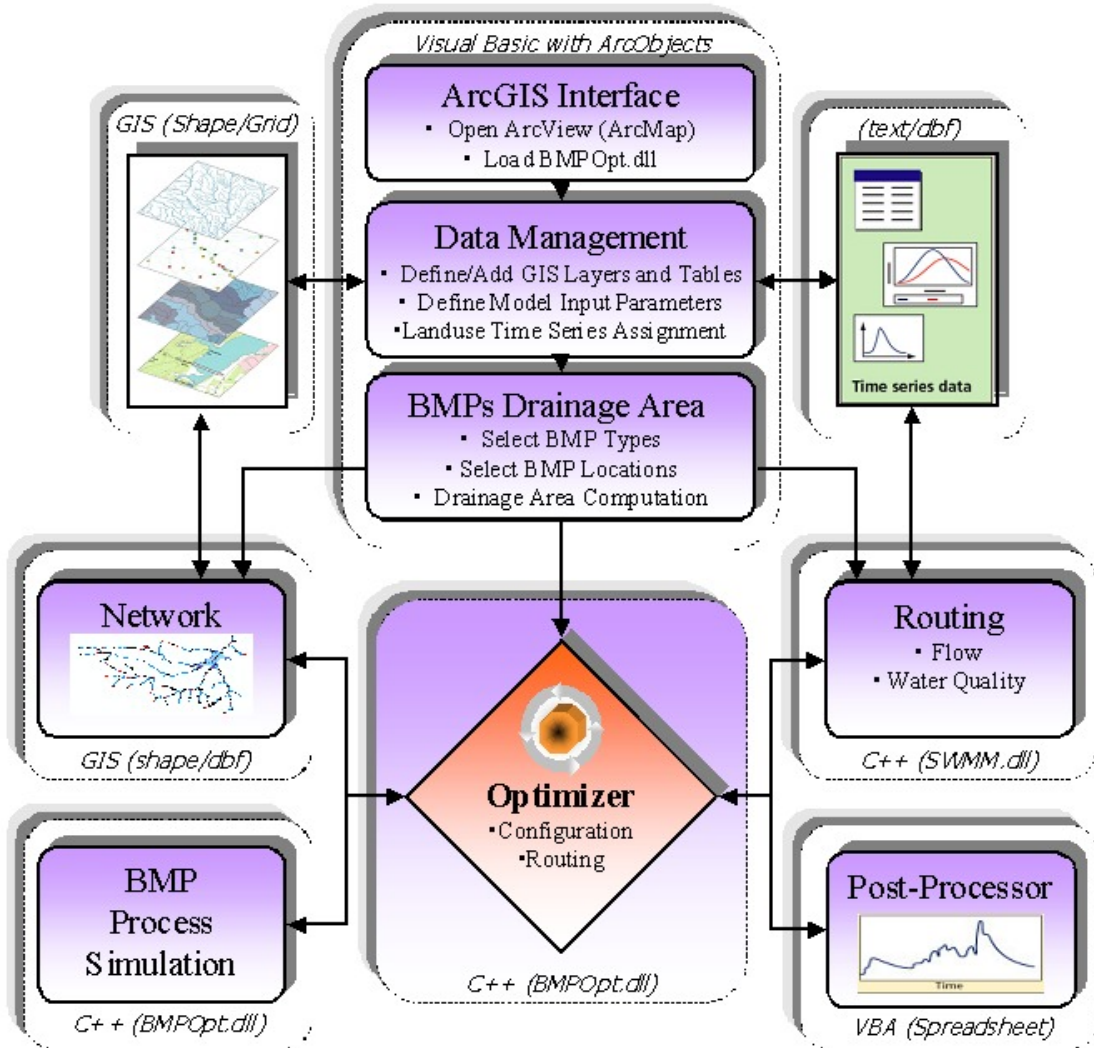 Visual Basic with ArcObjects
ArcGIS Interface
▪ Open ArcView (ArcMap)
▪ Load BMPOpt.dll
GIS (Shape/Grid)
(text/dbf)
Data Management
▪ Define/Add GIS Layers and Tables
▪ Define Model Input Parameters
▪Landuse Time Series Assignment
Time series data
BMPs Drainage Area
▪ Select BMP Types
▪ Select BMP Locations
▪ Drainage Area Computation
Network
GIS (shape/dbf)
Routing
▪ Flow
▪ Water Quality
C++ (SWMM.dll)
Optimizer
▪Configuration
▪Routing
C++ (BMPOpt.dll)
BMP
Process
Simulation
C++ (BMPOpt.dll)
Post-Processor
Time
VBA (Spreadsheet)